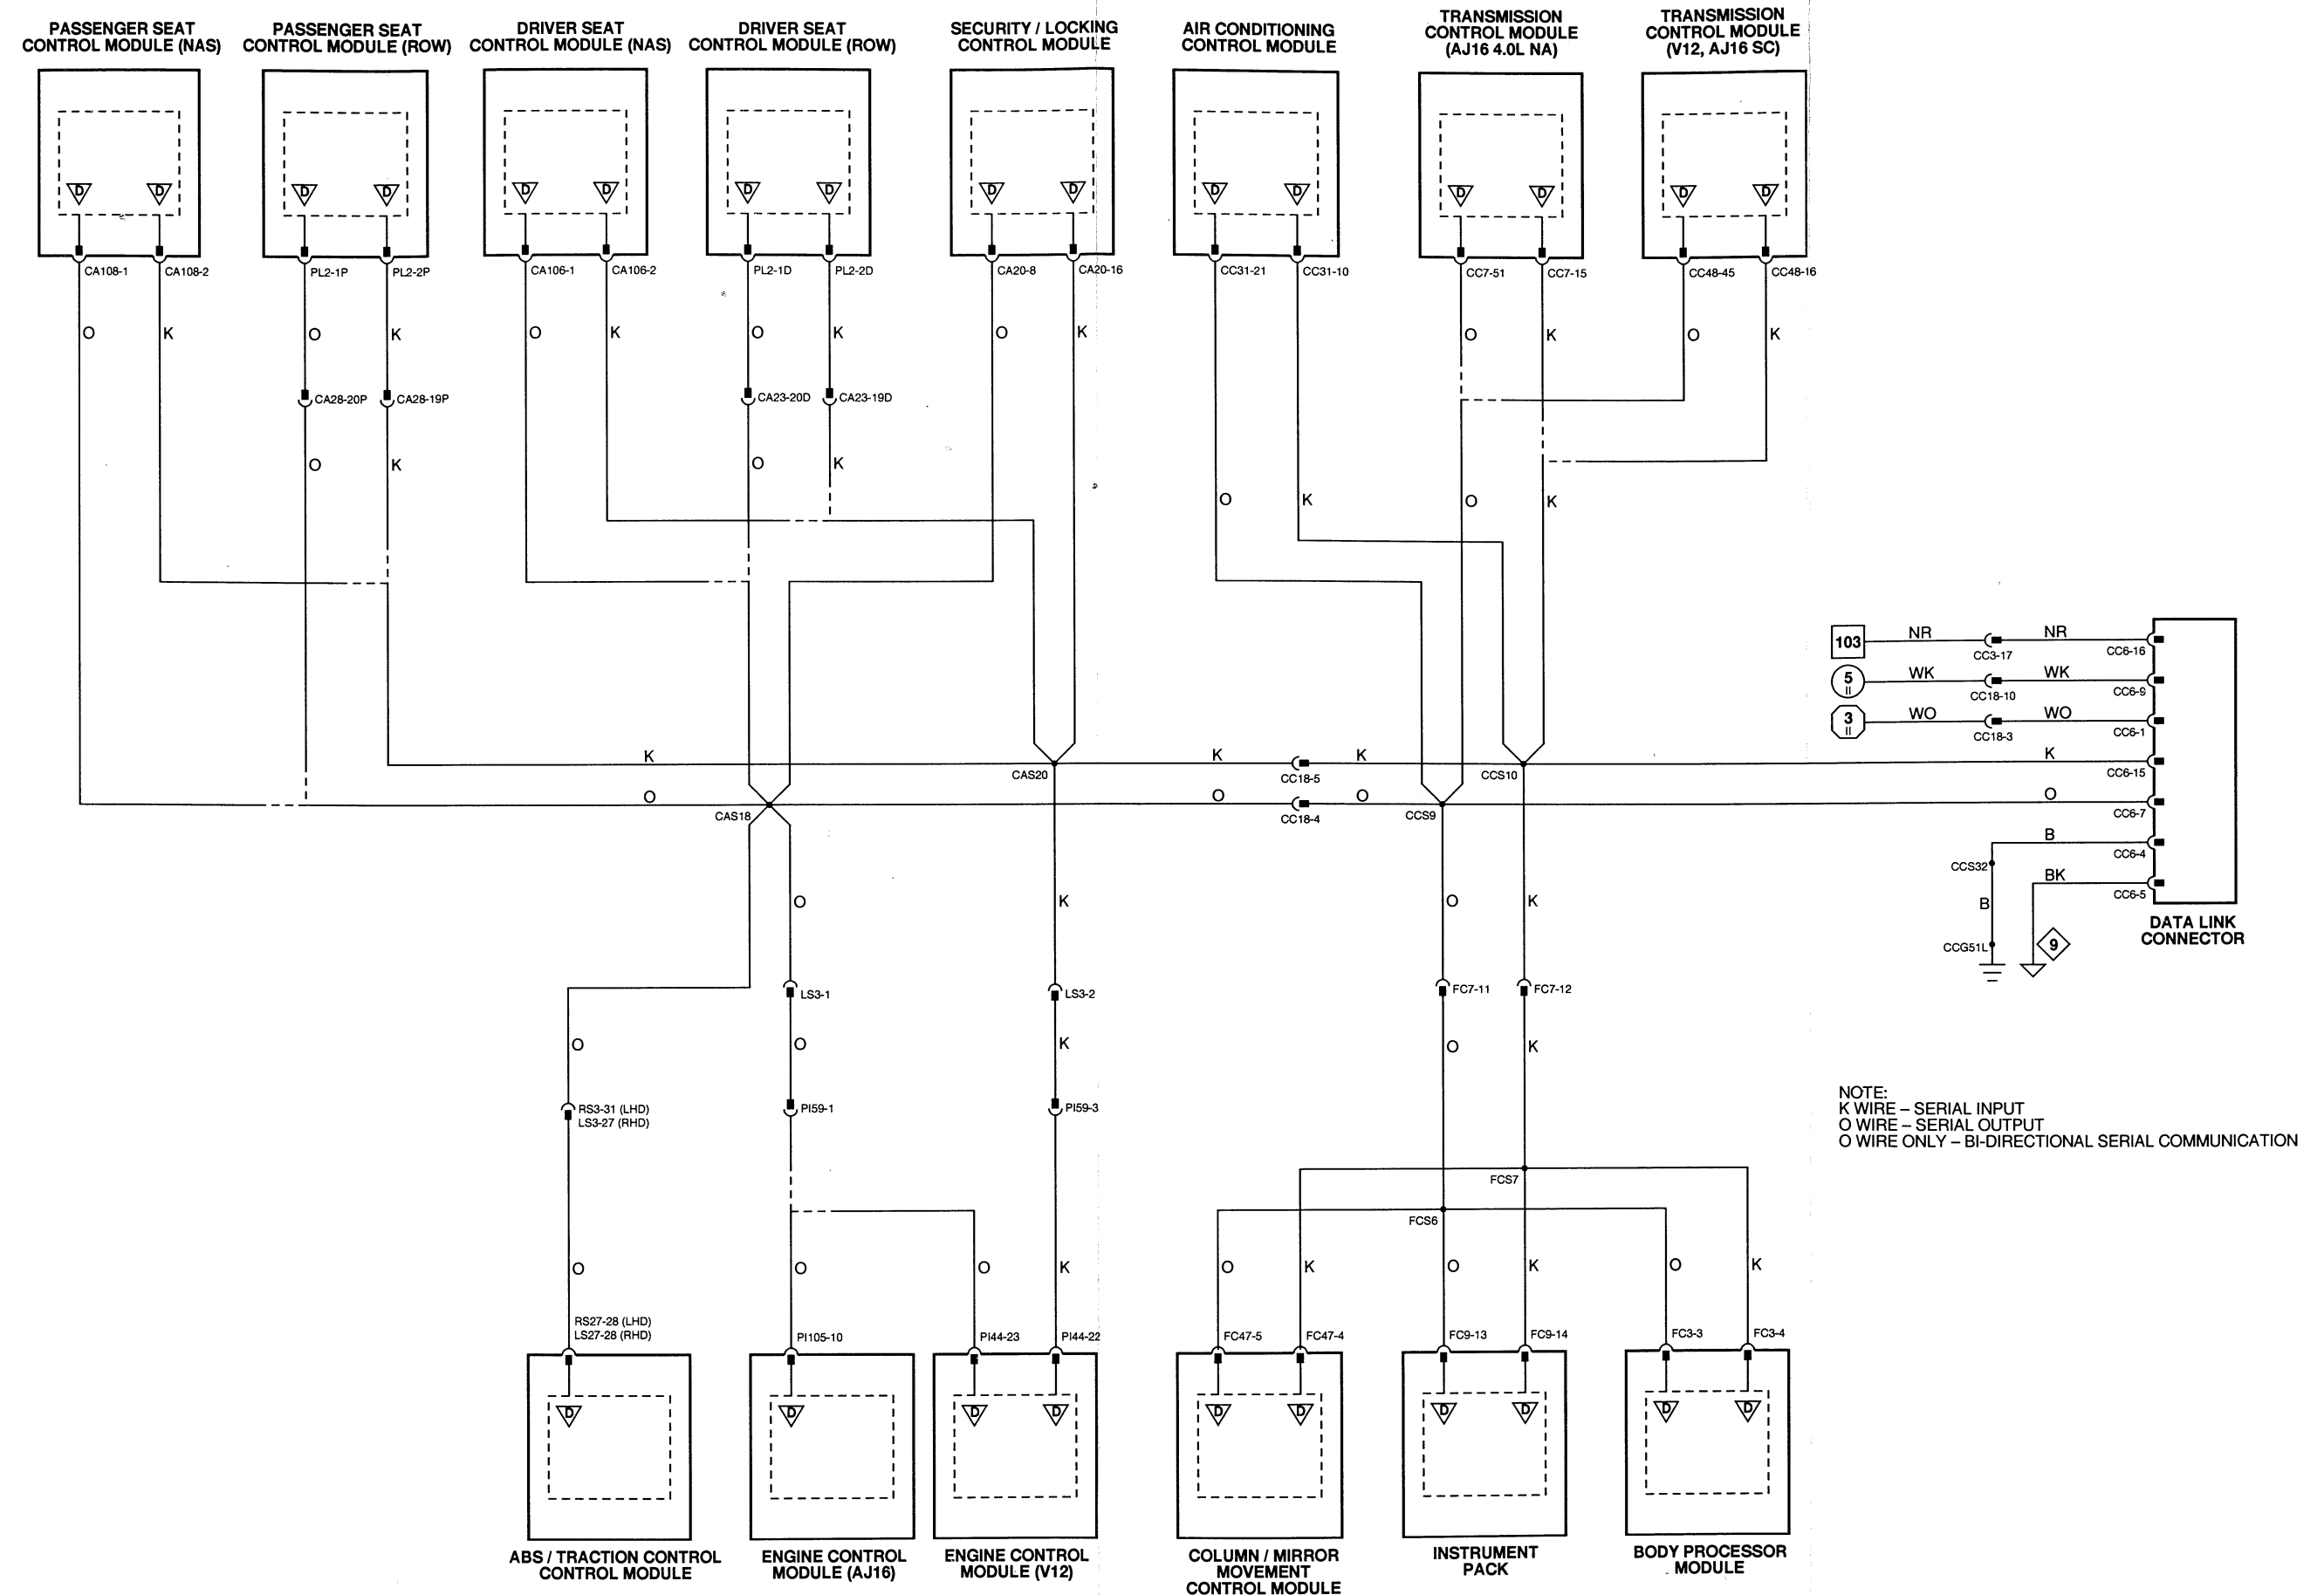 PASSENGER SEAT
CONTROL MODULE (NAS)
PASSENGER SEAT
CONTROL MODULE (ROW)
DRIVER SEAT
CONTROL MODULE (NAS)
DRIVER SEAT
CONTROL MODULE (ROW)
SECURITY / LOCKING
CONTROL MODULE
AIR CONDITIONING
CONTROL MODULE
TRANSMISSION
CONTROL MODULE
(AJ16 4.0L NA)
TRANSMISSION
CONTROL MODULE
(V12, AJ16 SC)
D D D D D D D D D D D D D D D D
CA108-1 CA108-2 PL2-1P PL2-2P CA106-1 CA106-2 PL2-1D PL2-2D CA20-8 CA20-16 CC31-21 CC31-10 CC7-51 CC7-15 CC48-45 CC48-16
O K O K O K O K O K O K O K
CA28-20P CA28-19P CA23-20D CA23-19D
O K O K O K O K
103 NR NR
CC3-17 CC6-16
5 WK WK
II
CC18-10 CC6-9
3 WO WO
II
CC18-3 CC6-1
K K K K
CAS20 CC18-5 CCS10 CC6-15
O O O O
CAS18 CC18-4 CCS9 CC6-7
B
CC6-4
CCS32
BK
CC6-5
B
CCG51L
9
DATA LINK
CONNECTOR
O K O K
LS3-1 LS3-2 FC7-11 FC7-12
O O K O K
RS3-31 (LHD)
LS3-27 (RHD)
PI59-1 PI59-3
NOTE:
K WIRE – SERIAL INPUT
O WIRE – SERIAL OUTPUT
O WIRE ONLY – BI-DIRECTIONAL SERIAL COMMUNICATION
FCS7
FCS6
O O O K O K O K O K
RS27-28 (LHD)
LS27-28 (RHD)
PI105-10 PI44-23 PI44-22 FC47-5 FC47-4 FC9-13 FC9-14 FC3-3 FC3-4
D D D D D D D D D D
ABS / TRACTION CONTROL
CONTROL MODULE
ENGINE CONTROL
MODULE (AJ16)
ENGINE CONTROL
MODULE (V12)
COLUMN / MIRROR
MOVEMENT
CONTROL MODULE
INSTRUMENT
PACK
BODY PROCESSOR
MODULE